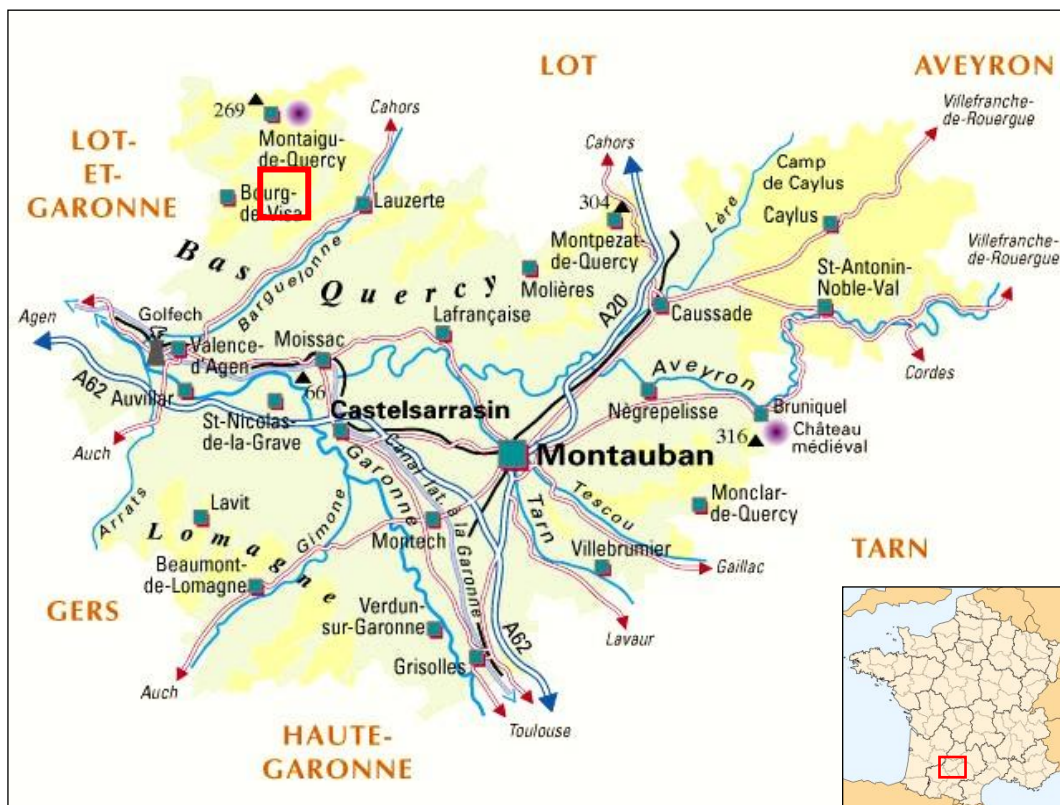 LOT
AVEYRON
Villefranche-
de-Rouergue
269
Cahors
Montaigu-
de-Quercy
LOT-
ET-
GARONNE
Cahors
Camp
de Caylus
Bourg-
de-Visa
Lauzerte
304
Lère
Caylus
Montpezat-
de-Quercy
Villefranche-
de-Rouergue
Bas
Quercy
Barguelonne
Molières
St-Antonin-
Noble-Val
A20
Agen
Golfech
Lafrançaise
Caussade
Valence-
d'Agen
Moissac
Cordes
A62
66
Aveyron
Auvillar
St-Nicolas-
de-la-Grave
Castelsarrasin
Nègrepelisse
Bruniquel
316
Château
médiéval
Auch
Garonne
Canal lat. à la Garonne
Montauban
Arrats
Lavit
Lomagne
Gimone
Montech
Tarn
Tescou
Monclar-
de-Quercy
TARN
Beaumont-
de-Lomagne
Villebrumier
Gaillac
GERS
Verdun-
sur-Garonne
A62
Lavaur
Grisolles
Auch
Toulouse
HAUTE-
GARONNE